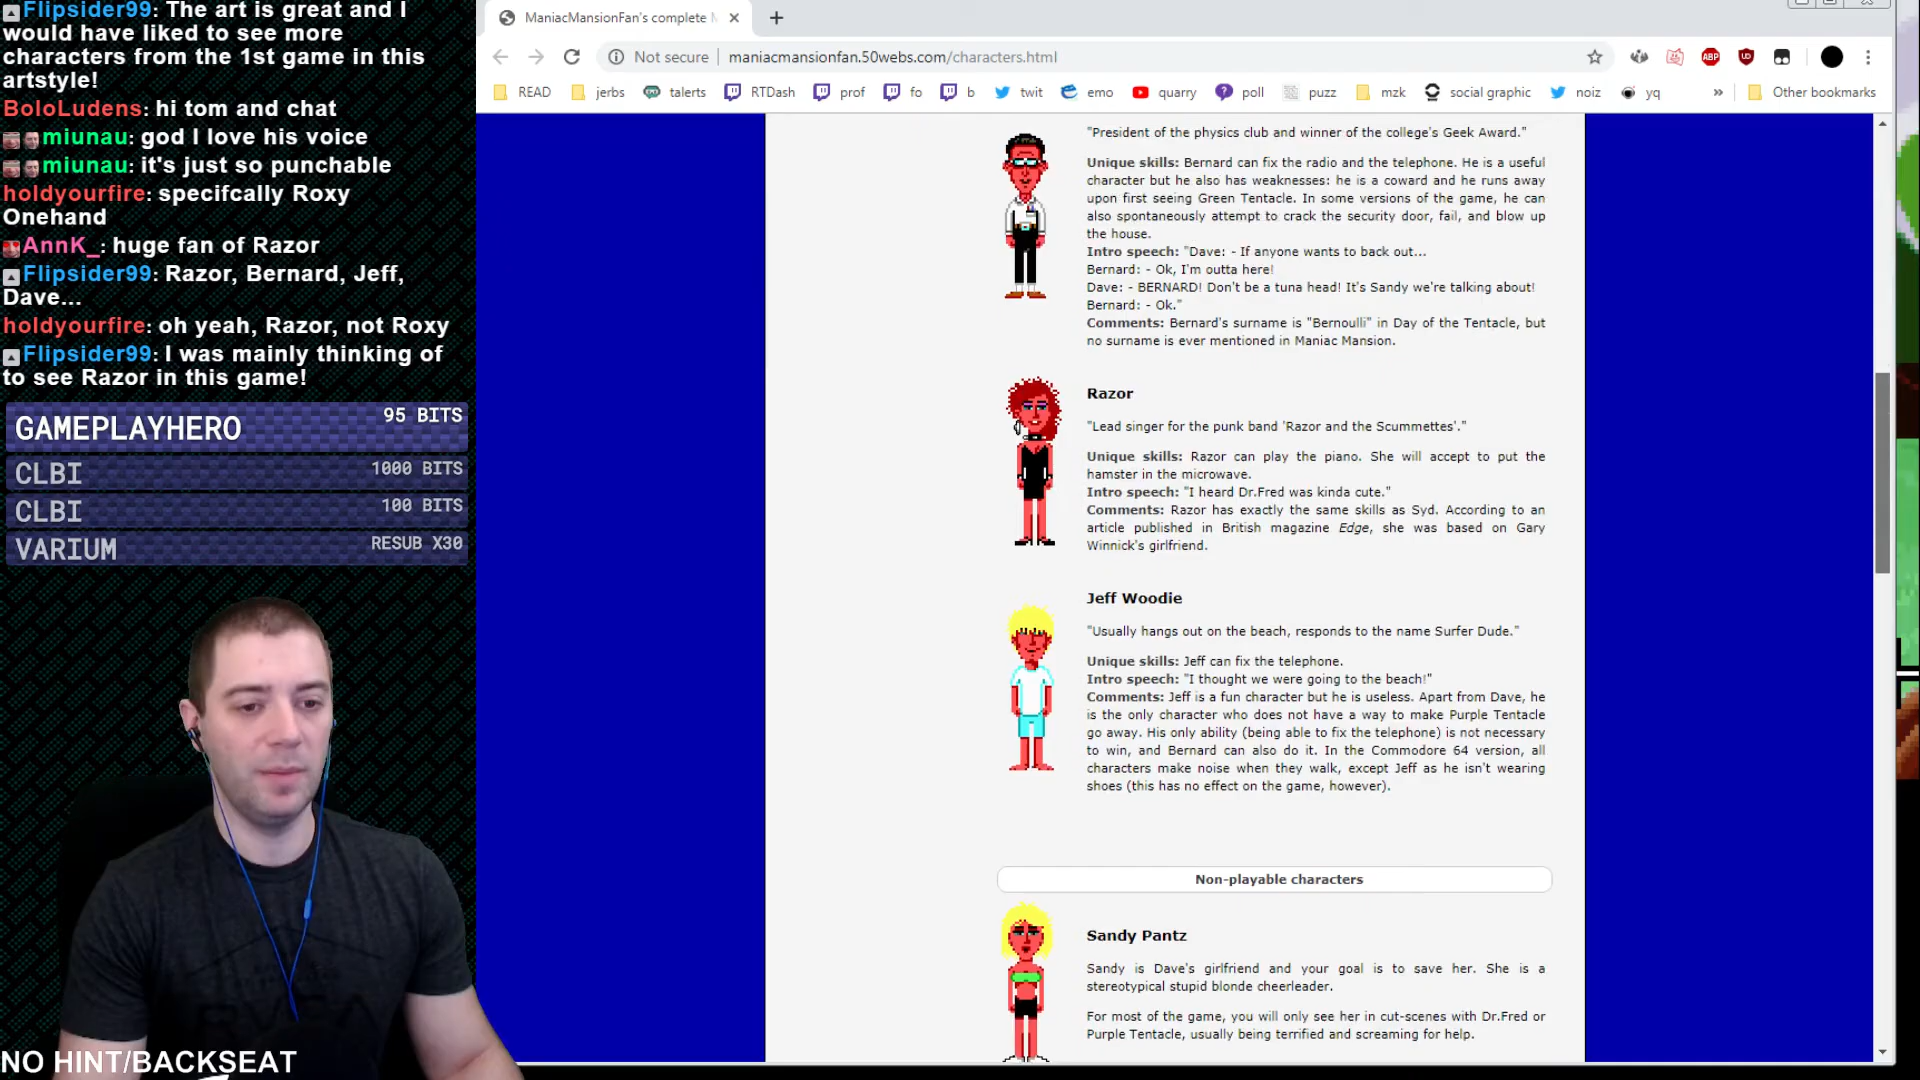 Flipsider99: The art is great and I
would have liked to see more
characters from the 1st game in this
artstyle!
BoloLudens: hi tom and chat
miunau: god I love his voice
miunau: it's just so punchable
holdyourfire: specifcally Roxy
Onehand
AnnK_: huge fan of Razor
Flipsider99: Razor, Bernard, Jeff,
Dave...
holdyourfire: oh yeah, Razor, not Roxy
Flipsider99: I was mainly thinking of
to see Razor in this game!
GAMEPLAYHERO 95 BITS
CLBI 1000 BITS
CLBI 100 BITS
VARIUM RESUB X30
NO HINT/BACKSEAT
ManiacMansionFan's complete M
Not secure maniacmansionfan.50webs.com/characters.html
ABP
READ jerbs talerts RTDash prof fo b twit emo quarry poll puzz mzk social graphic noiz yq » Other bookmarks
"President of the physics club and winner of the college's Geek Award."
Unique skills: Bernard can fix the radio and the telephone. He is a useful
character but he also has weaknesses: he is a coward and he runs away
upon first seeing Green Tentacle. In some versions of the game, he can
also spontaneously attempt to crack the security door, fail, and blow up
the house.
Intro speech: "Dave: - If anyone wants to back out...
Bernard: - Ok, I'm outta here!
Dave: - BERNARD! Don't be a tuna head! It's Sandy we're talking about!
Bernard: - Ok."
Comments: Bernard's surname is "Bernoulli" in Day of the Tentacle, but
no surname is ever mentioned in Maniac Mansion.
Razor
"Lead singer for the punk band 'Razor and the Scummettes'."
Unique skills: Razor can play the piano. She will accept to put the
hamster in the microwave.
Intro speech: "I heard Dr.Fred was kinda cute."
Comments: Razor has exactly the same skills as Syd. According to an
article published in British magazine Edge, she was based on Gary
Winnick's girlfriend.
Jeff Woodie
"Usually hangs out on the beach, responds to the name Surfer Dude."
Unique skills: Jeff can fix the telephone.
Intro speech: "I thought we were going to the beach!"
Comments: Jeff is a fun character but he is useless. Apart from Dave, he
is the only character who does not have a way to make Purple Tentacle
go away. His only ability (being able to fix the telephone) is not necessary
to win, and Bernard can also do it. In the Commodore 64 version, all
characters make noise when they walk, except Jeff as he isn't wearing
shoes (this has no effect on the game, however).
Non-playable characters
Sandy Pantz
Sandy is Dave's girlfriend and your goal is to save her. She is a
stereotypical stupid blonde cheerleader.
For most of the game, you will only see her in cut-scenes with Dr.Fred or
Purple Tentacle, usually being terrified and screaming for help.